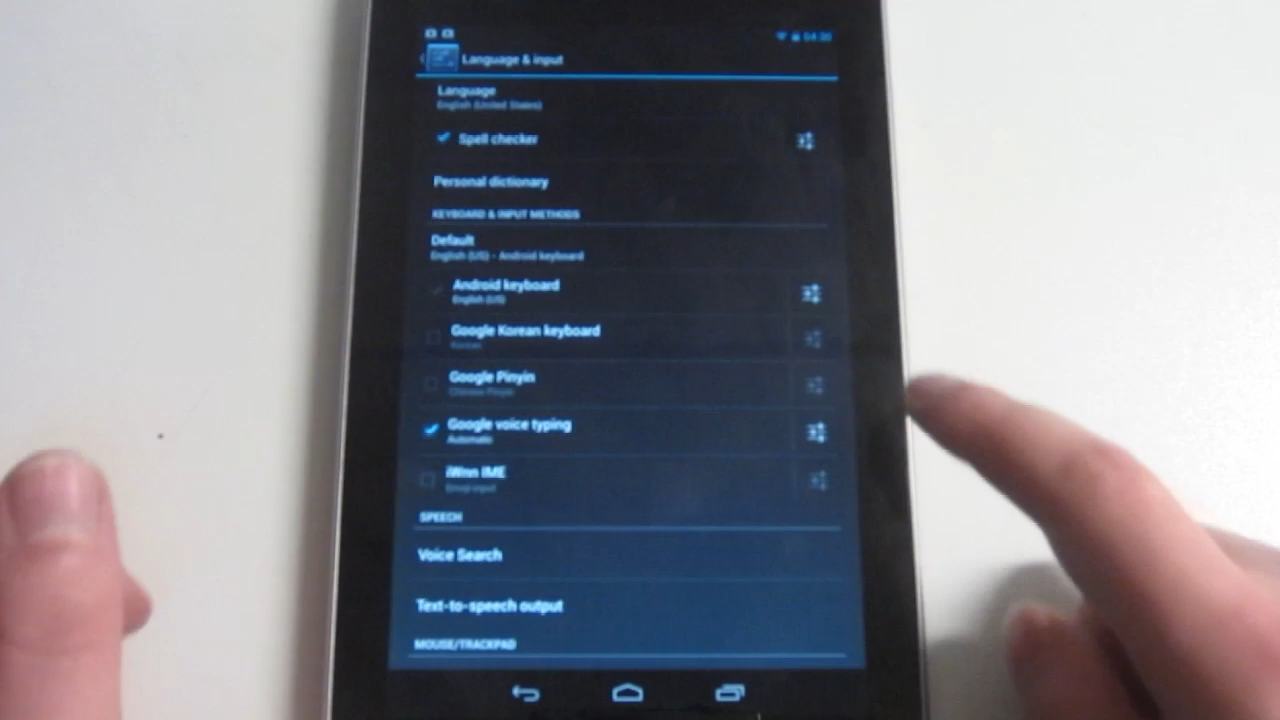 04:30
Language & input
Language
English (United States)
Spell checker
Personal dictionary
KEYBOARD & INPUT METHODS
Default
English (US) - Android keyboard
Android keyboard
English (US)
Google Korean keyboard
Korean
Google Pinyin
Chinese Pinyin
Google voice typing
Automatic
iWnn IME
Emoji input
SPEECH
Voice Search
Text-to-speech output
MOUSE/TRACKPAD